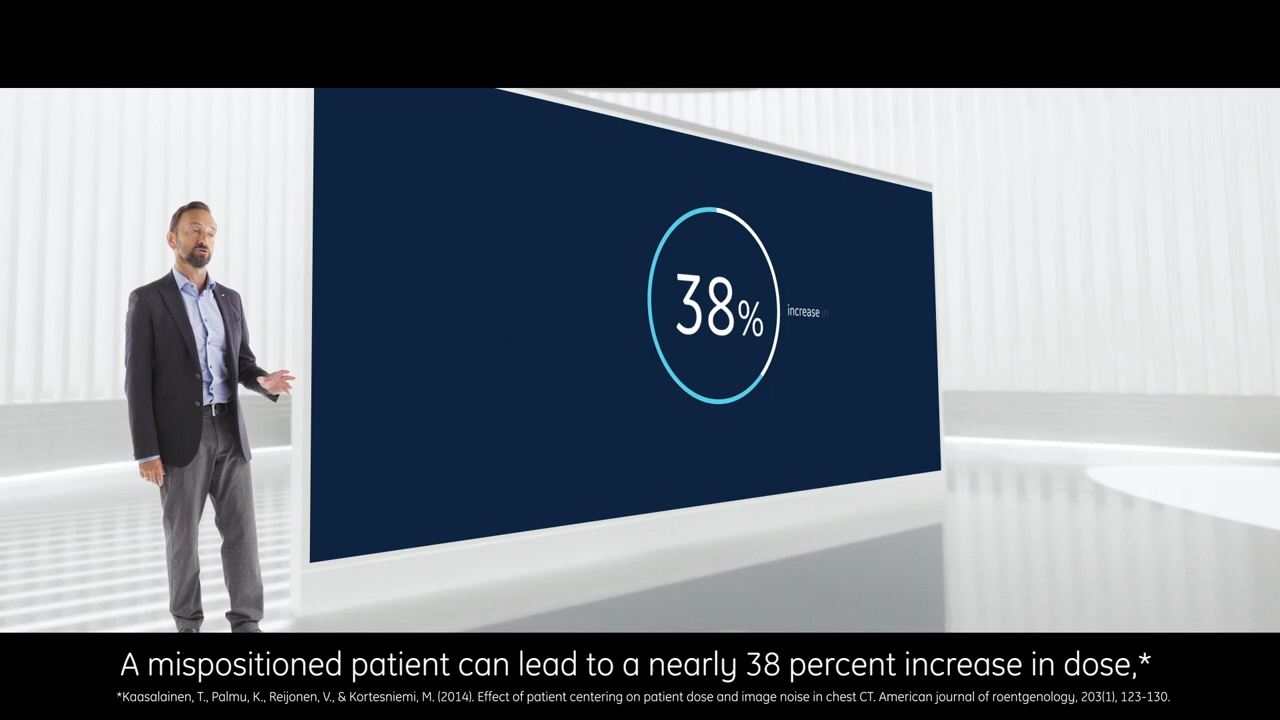 38%
increase in
A mispositioned patient can lead to a nearly 38 percent increase in dose,*
*Kaasalainen, T., Palmu, K., Reijonen, V., & Kortesniemi, M. (2014). Effect of patient centering on patient dose and image noise in chest CT. American journal of roentgenology, 203(1), 123-130.